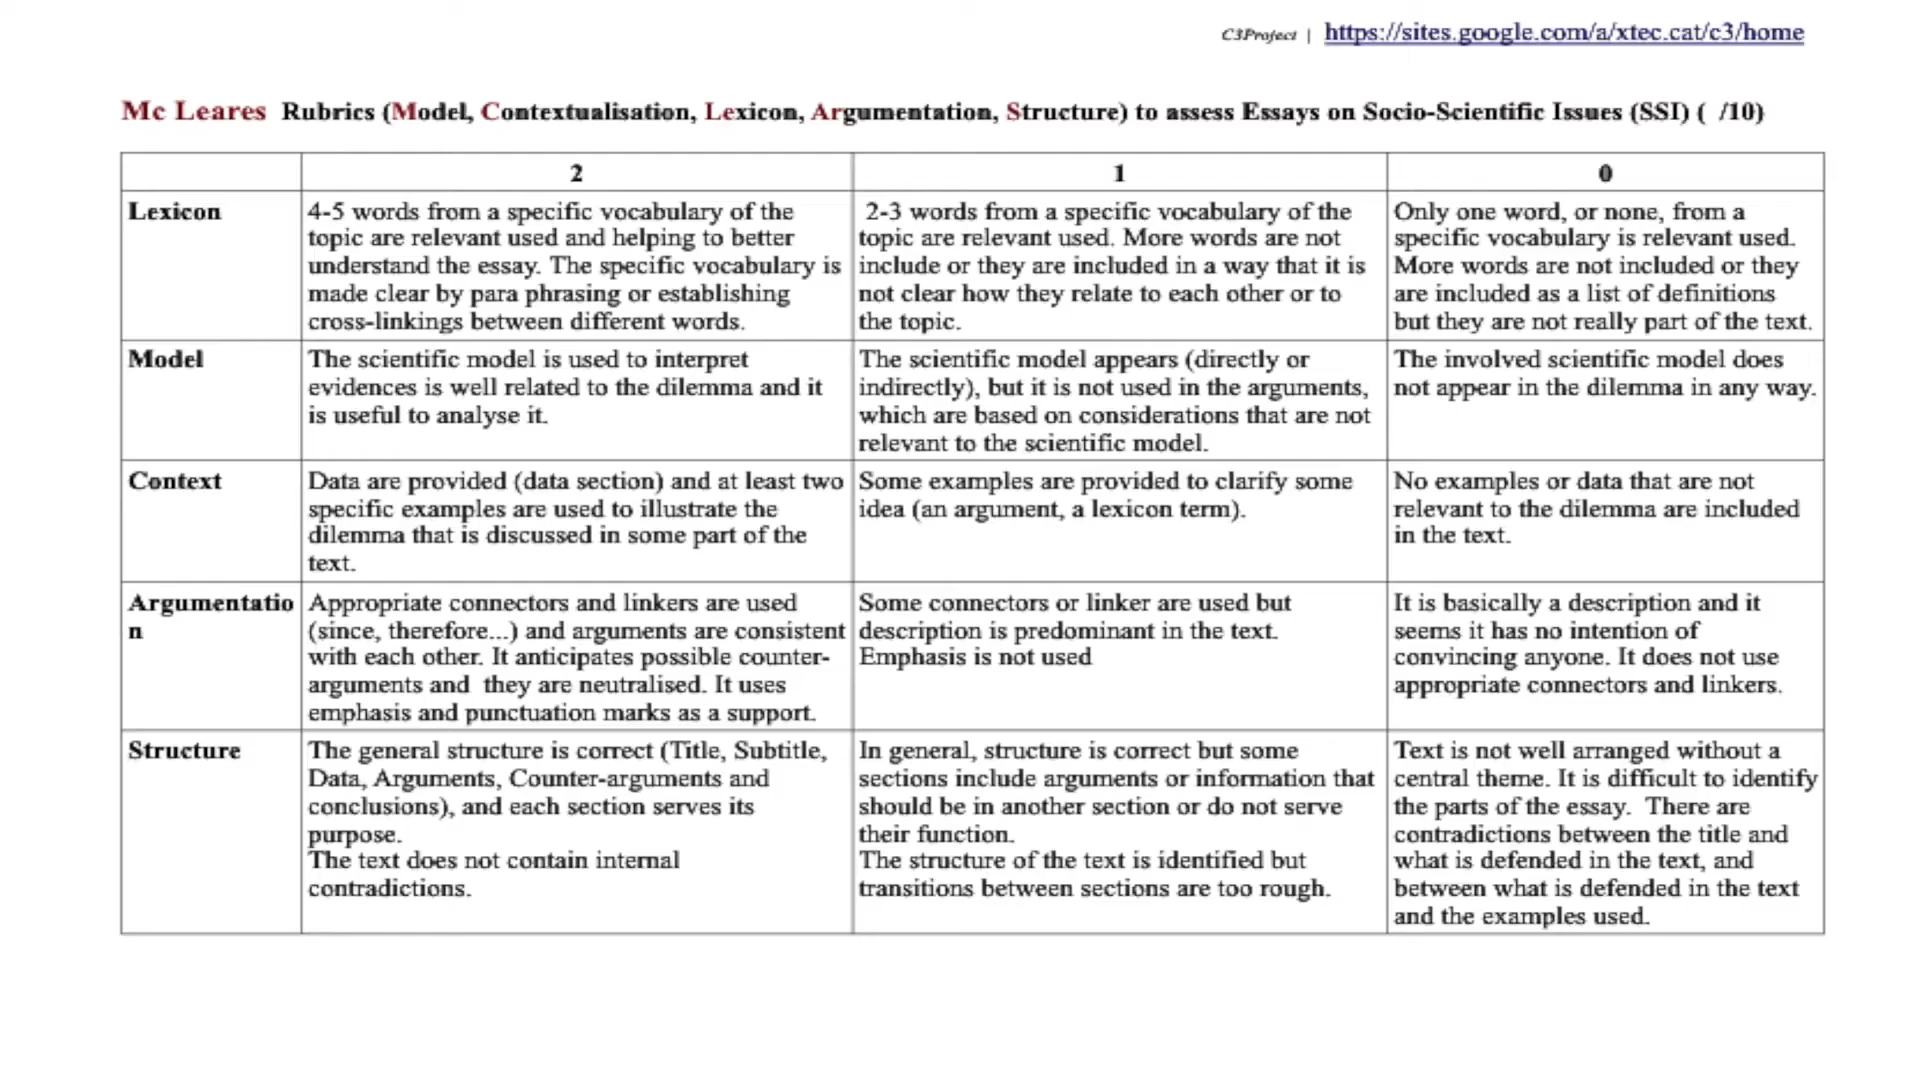 C3Project | https://sites.google.com/a/xtec.cat/c3/home
Mc Leares Rubrics (Model, Contextualisation, Lexicon, Argumentation, Structure) to assess Essays on Socio-Scientific Issues (SSI) ( /10)
2
1
0
Lexicon
4-5 words from a specific vocabulary of the
topic are relevant used and helping to better
understand the essay. The specific vocabulary is
made clear by para phrasing or establishing
cross-linkings between different words.
2-3 words from a specific vocabulary of the
topic are relevant used. More words are not
include or they are included in a way that it is
not clear how they relate to each other or to
the topic.
Only one word, or none, from a
specific vocabulary is relevant used.
More words are not included or they
are included as a list of definitions
but they are not really part of the text.
Model
The scientific model is used to interpret
evidences is well related to the dilemma and it
is useful to analyse it.
The scientific model appears (directly or
indirectly), but it is not used in the arguments,
which are based on considerations that are not
relevant to the scientific model.
The involved scientific model does
not appear in the dilemma in any way.
Context
Data are provided (data section) and at least two
specific examples are used to illustrate the
dilemma that is discussed in some part of the
text.
Some examples are provided to clarify some
idea (an argument, a lexicon term).
No examples or data that are not
relevant to the dilemma are included
in the text.
Argumentatio
n
Appropriate connectors and linkers are used
(since, therefore...) and arguments are consistent
with each other. It anticipates possible counter-
arguments and they are neutralised. It uses
emphasis and punctuation marks as a support.
Some connectors or linker are used but
description is predominant in the text.
Emphasis is not used
It is basically a description and it
seems it has no intention of
convincing anyone. It does not use
appropriate connectors and linkers.
Structure
The general structure is correct (Title, Subtitle,
Data, Arguments, Counter-arguments and
conclusions), and each section serves its
purpose.
The text does not contain internal
contradictions.
In general, structure is correct but some
sections include arguments or information that
should be in another section or do not serve
their function.
The structure of the text is identified but
transitions between sections are too rough.
Text is not well arranged without a
central theme. It is difficult to identify
the parts of the essay. There are
contradictions between the title and
what is defended in the text, and
between what is defended in the text
and the examples used.